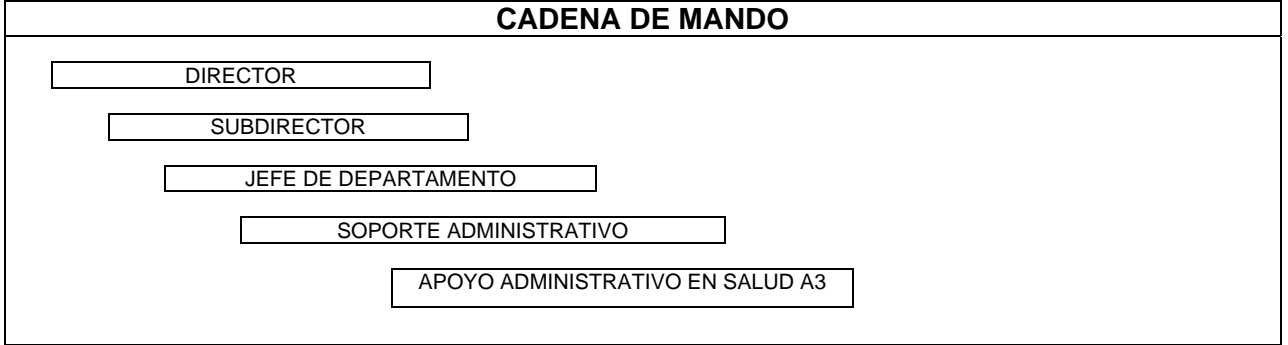 CADENA DE MANDO
DIRECTOR
SUBDIRECTOR
JEFE DE DEPARTAMENTO
SOPORTE ADMINISTRATIVO
APOYO ADMINISTRATIVO EN SALUD A3